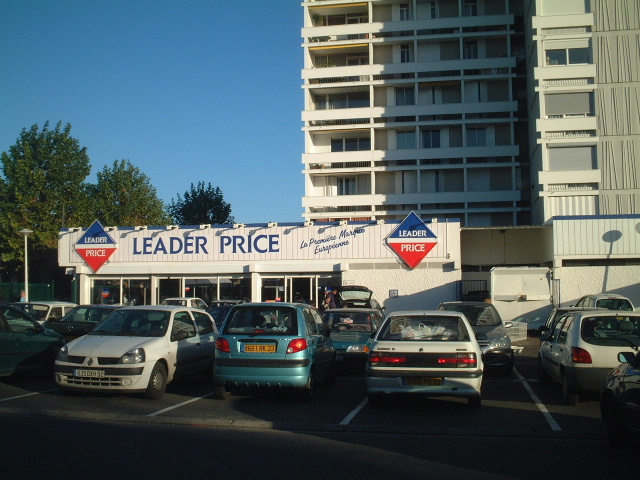 LEADER
PRICE
LEADER PRICE
La Première Marque
Européenne
LEADER
PRICE